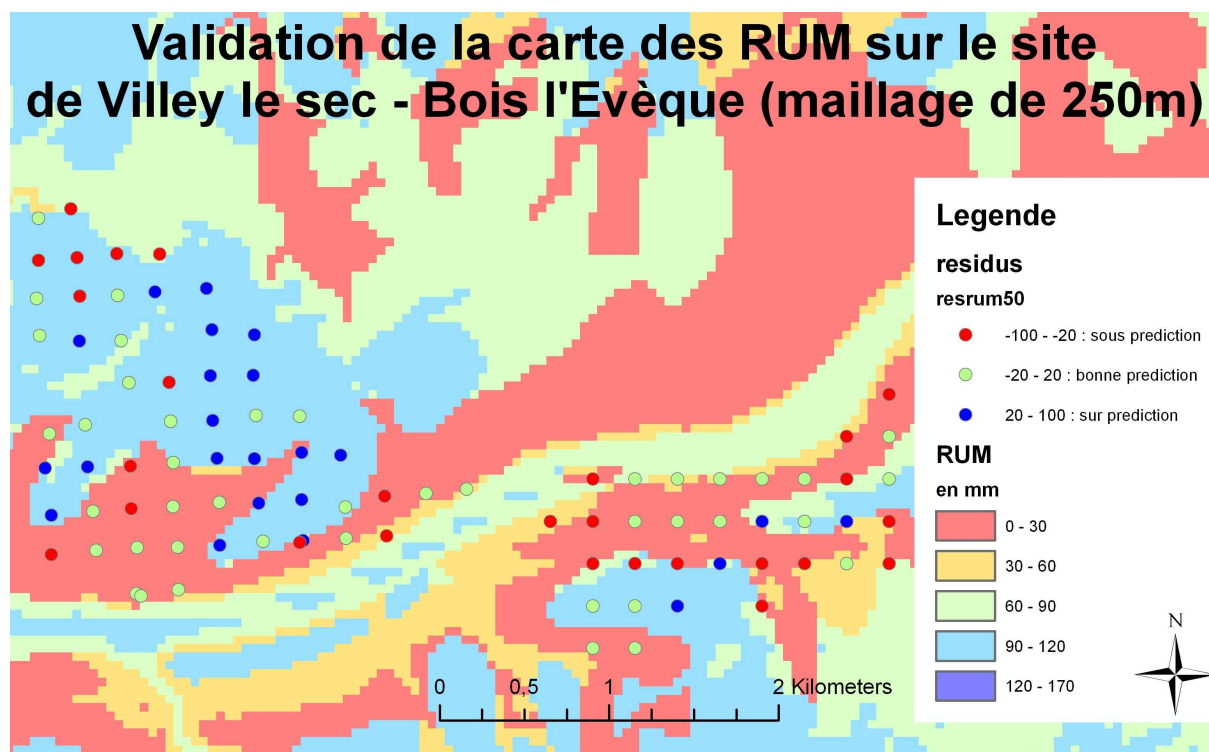 Validation de la carte des RUM sur le site
de Villey le sec - Bois l'Evèque (maillage de 250m)
Legende
residus
resrum50
-100 - -20 : sous prediction
-20 - 20 : bonne prediction
20 - 100 : sur prediction
RUM
en mm
0 - 30
30 - 60
60 - 90
90 - 120
120 - 170
N
0 0,5 1 2 Kilometers